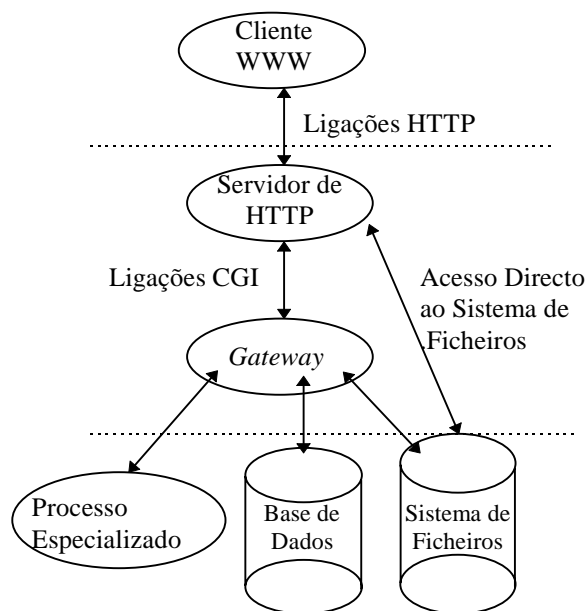 Cliente
WWW
Ligações HTTP
Servidor de
HTTP
Ligações CGI
Acesso Directo
ao Sistema de
.Ficheiros
Gateway
Processo
Especializado
Base de
Dados
Sistema de
Ficheiros